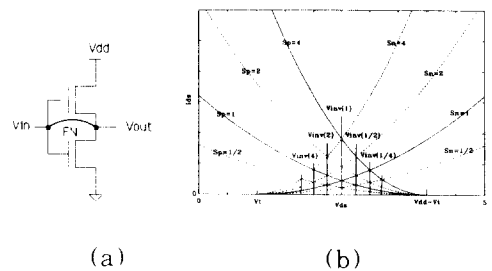 Vdd
Vin
FN
Vout
(a)
Ids
Sp=4
Sn=4
Sp=2
Sn=2
Vinv(1)
Sp=1
Sn=1
Vinv(2)
Vinv(1/2)
Sp=1/2
Sn=1/2
Vinv(4)
Vinv(1/4)
0
0
Vt
Vds
Vdd-Vt
5
(b)